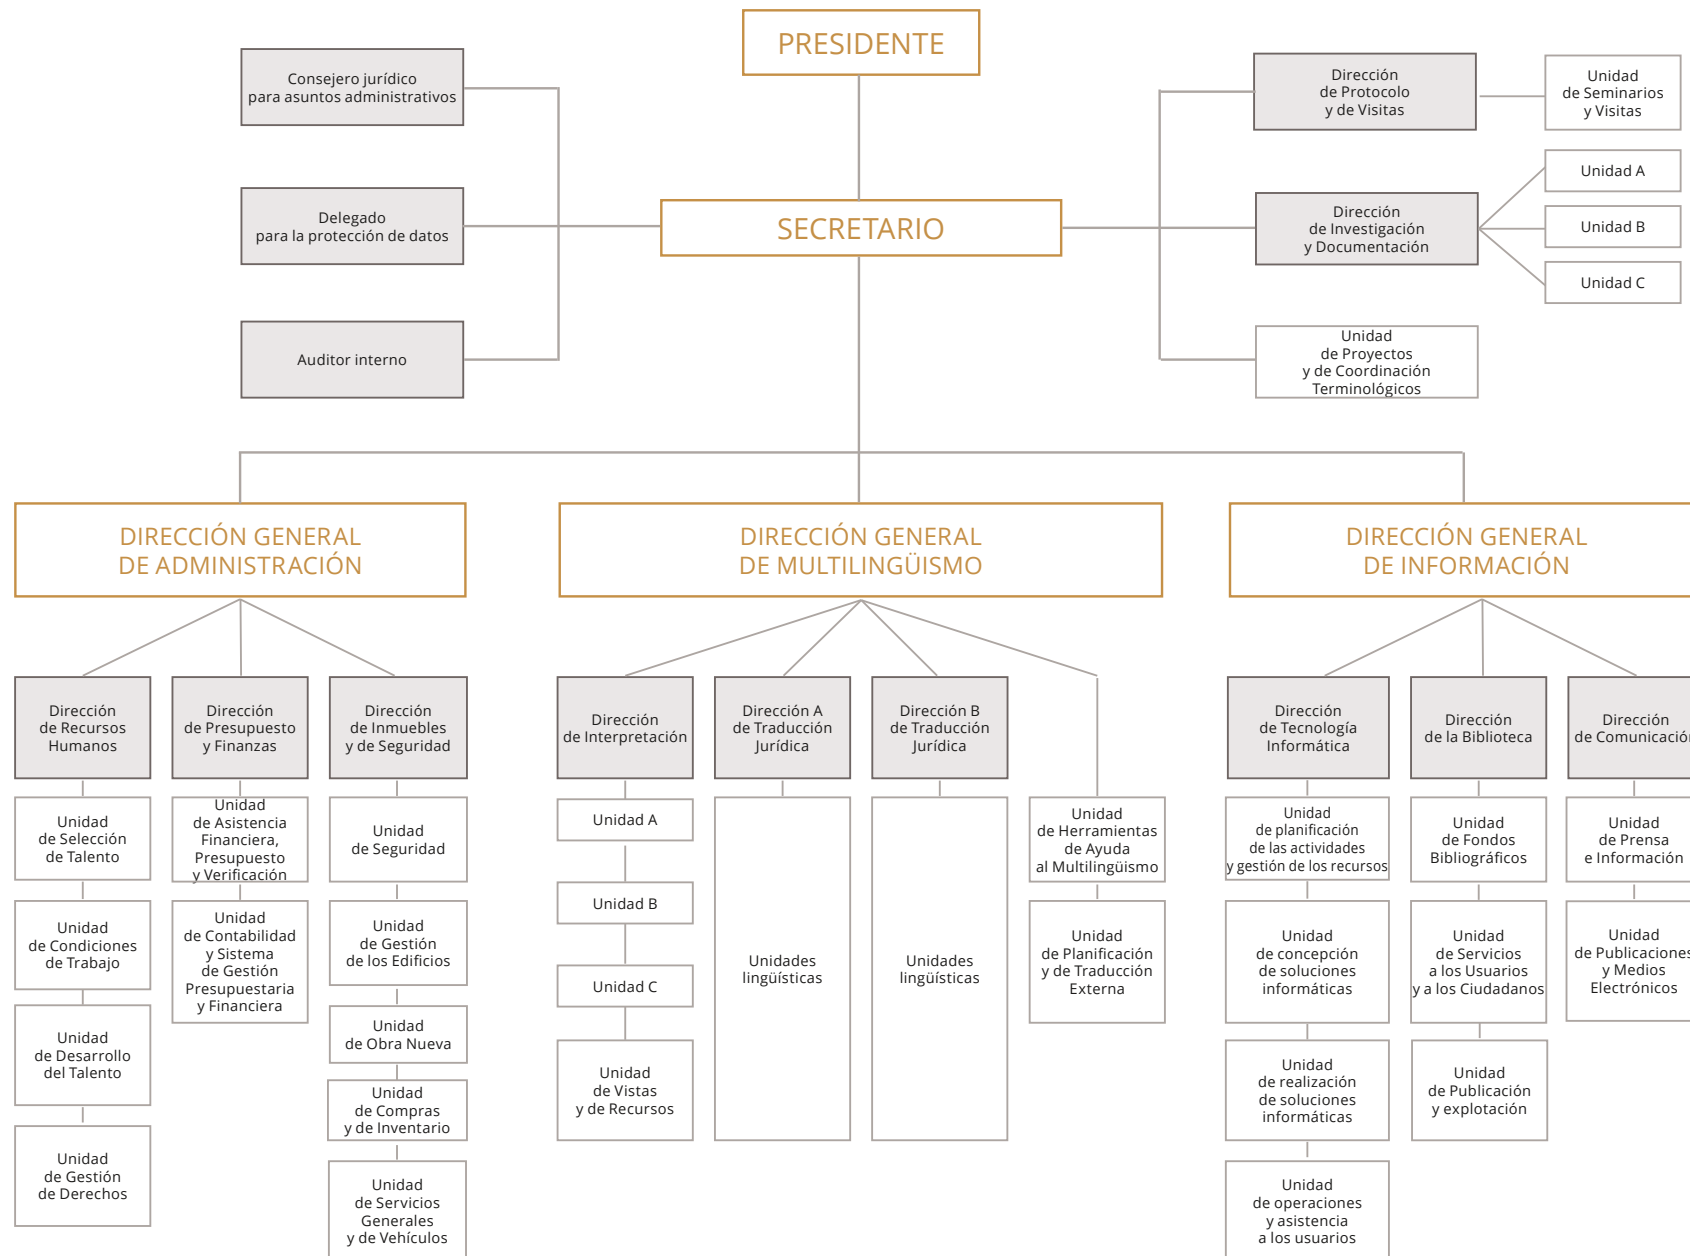 PRESIDENTE
Consejero jurídico
para asuntos administrativos
Dirección
de Protocolo
y de Visitas
Unidad
de Seminarios
y Visitas
Delegado
para la protección de datos
SECRETARIO
Dirección
de Investigación
y Documentación
Unidad A
Unidad B
Unidad C
Auditor interno
Unidad
de Proyectos
y de Coordinación
Terminológicos
DIRECCIÓN GENERAL
DE ADMINISTRACIÓN
DIRECCIÓN GENERAL
DE MULTILINGÜISMO
DIRECCIÓN GENERAL
DE INFORMACIÓN
Dirección
de Recursos
Humanos
Dirección
de Presupuesto
y Finanzas
Dirección
de Inmuebles
y de Seguridad
Dirección
de Interpretación
Dirección A
de Traducción
Jurídica
Dirección B
de Traducción
Jurídica
Dirección
de Tecnología
Informática
Dirección
de la Biblioteca
Dirección
de Comunicación
Unidad
de Selección
de Talento
Unidad
de Condiciones
de Trabajo
Unidad
de Desarrollo
del Talento
Unidad
de Gestión
de Derechos
Unidad
de Asistencia
Financiera,
Presupuesto
y Verificación
Unidad
de Contabilidad
y Sistema
de Gestión
Presupuestaria
y Financiera
Unidad
de Seguridad
Unidad
de Gestión
de los Edificios
Unidad
de Obra Nueva
Unidad
de Compras
y de Inventario
Unidad
de Servicios
Generales
y de Vehículos
Unidad A
Unidad B
Unidad C
Unidad
de Vistas
y de Recursos
Unidades
lingüísticas
Unidades
lingüísticas
Unidad
de Herramientas
de Ayuda
al Multilingüismo
Unidad
de Planificación
y de Traducción
Externa
Unidad
de planificación
de las actividades
y gestión de los recursos
Unidad
de concepción
de soluciones
informáticas
Unidad
de realización
de soluciones
informáticas
Unidad
de operaciones
y asistencia
a los usuarios
Unidad
de Fondos
Bibliográficos
Unidad
de Servicios
a los Usuarios
y a los Ciudadanos
Unidad
de Publicación
y explotación
Unidad
de Prensa
e Información
Unidad
de Publicaciones
y Medios
Electrónicos